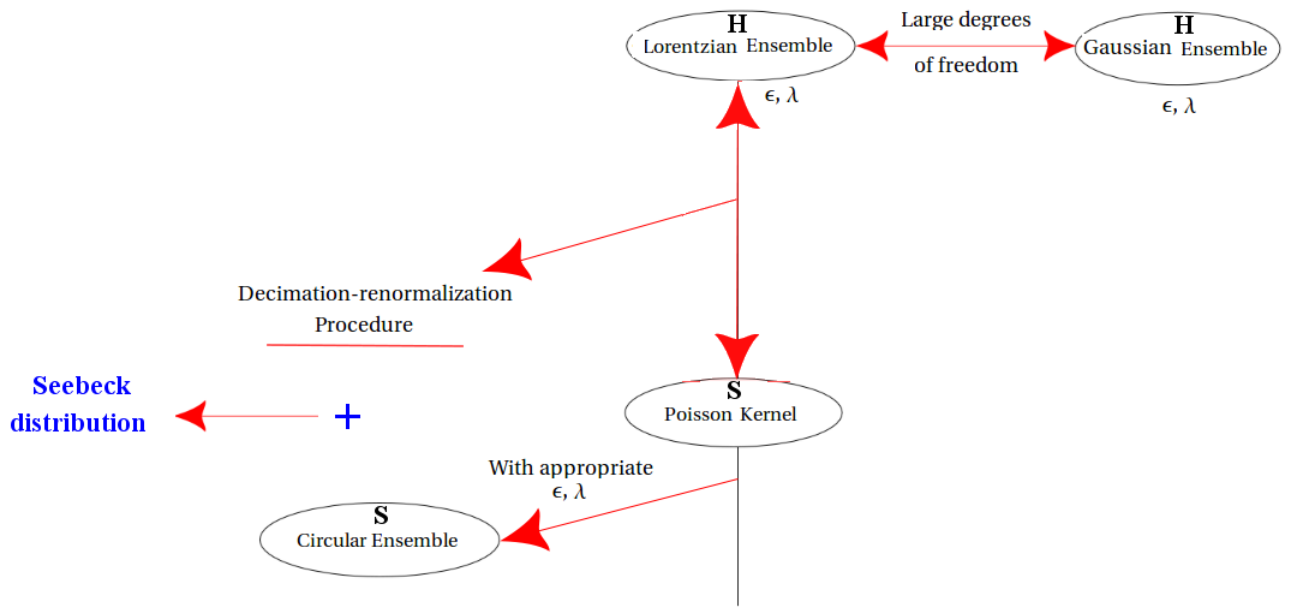 H
Lorentzian Ensemble
ϵ, λ
Large degrees
of freedom
H
Gaussian Ensemble
ϵ, λ
Decimation-renormalization
Procedure
Seebeck
distribution
+
S
Poisson Kernel
With appropriate
ϵ, λ
S
Circular Ensemble